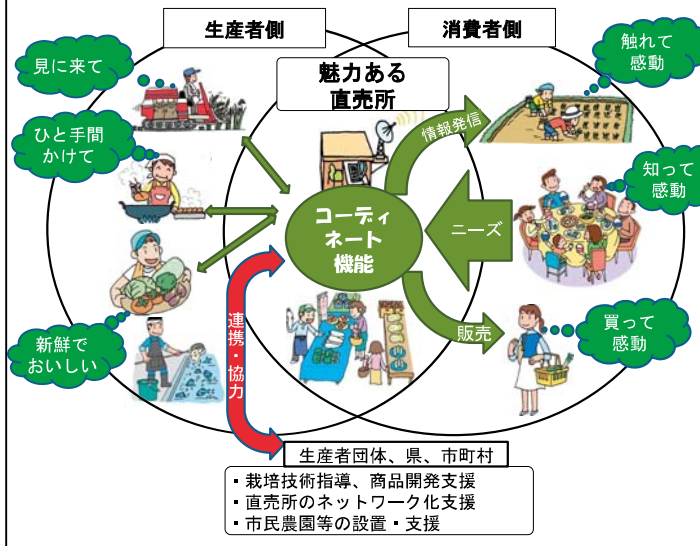 生産者側
消費者側
魅力ある
直売所
見に来て
ひと手間
かけて
新鮮で
おいしい
触れて
感動
知って
感動
買って
感動
情報発信
ニーズ
販売
コーディ
ネート
機能
連携・協力
生産者団体、県、市町村
・栽培技術指導、商品開発支援
・直売所のネットワーク化支援
・市民農園等の設置・支援